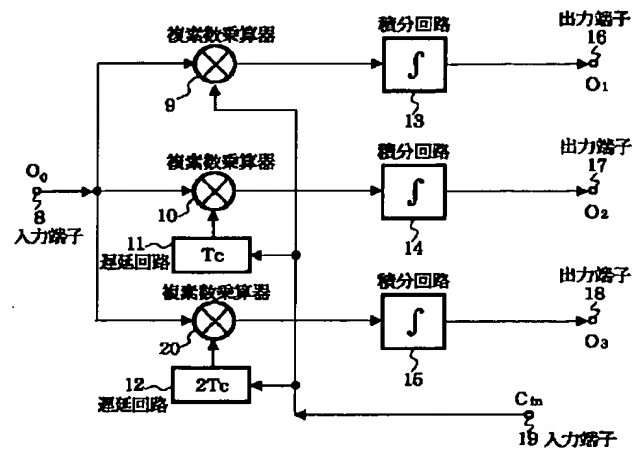 複素数乗算器
9
積分回路
∫
13
出力端子
16
O₁
複素数乗算器
10
積分回路
∫
14
出力端子
17
O₂
O₀
8
入力端子
11
遅延回路
Tc
複素数乗算器
20
積分回路
∫
15
出力端子
18
O₃
12
遅延回路
2Tc
Cin
19 入力端子